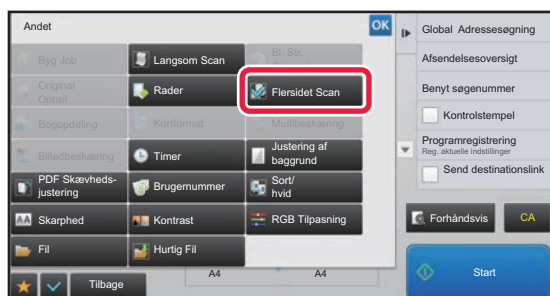 Andet
OK
Byg Job
Langsom Scan
Bl. Str.
Original
Optæl.
Rader
Flersidet Scan
Bogopdeling
Kortformat
Multibeskæring
Billedbeskæring
Timer
Justering af
baggrund
PDF Skævheds-
justering
Brugernummer
Sort/
hvid
Skarphed
Kontrast
RGB Tilpasning
Fil
Hurtig Fil
Tilbage
A4
A4
Global Adressesøgning
Afsendelsesoversigt
Benyt søgenummer
Kontrolstempel
Programregistrering
Reg. aktuelle indstillinger
Send destinationslink
Forhåndsvis
CA
Start